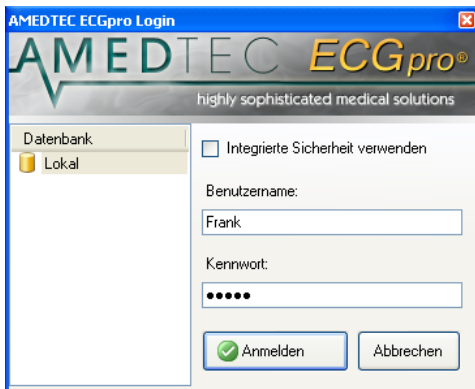 AMEDTEC ECGpro Login
AMEDTEC ECGpro®
highly sophisticated medical solutions
Datenbank
Lokal
Integrierte Sicherheit verwenden
Benutzername:
Frank
Kennwort:
●●●●●
Anmelden
Abbrechen